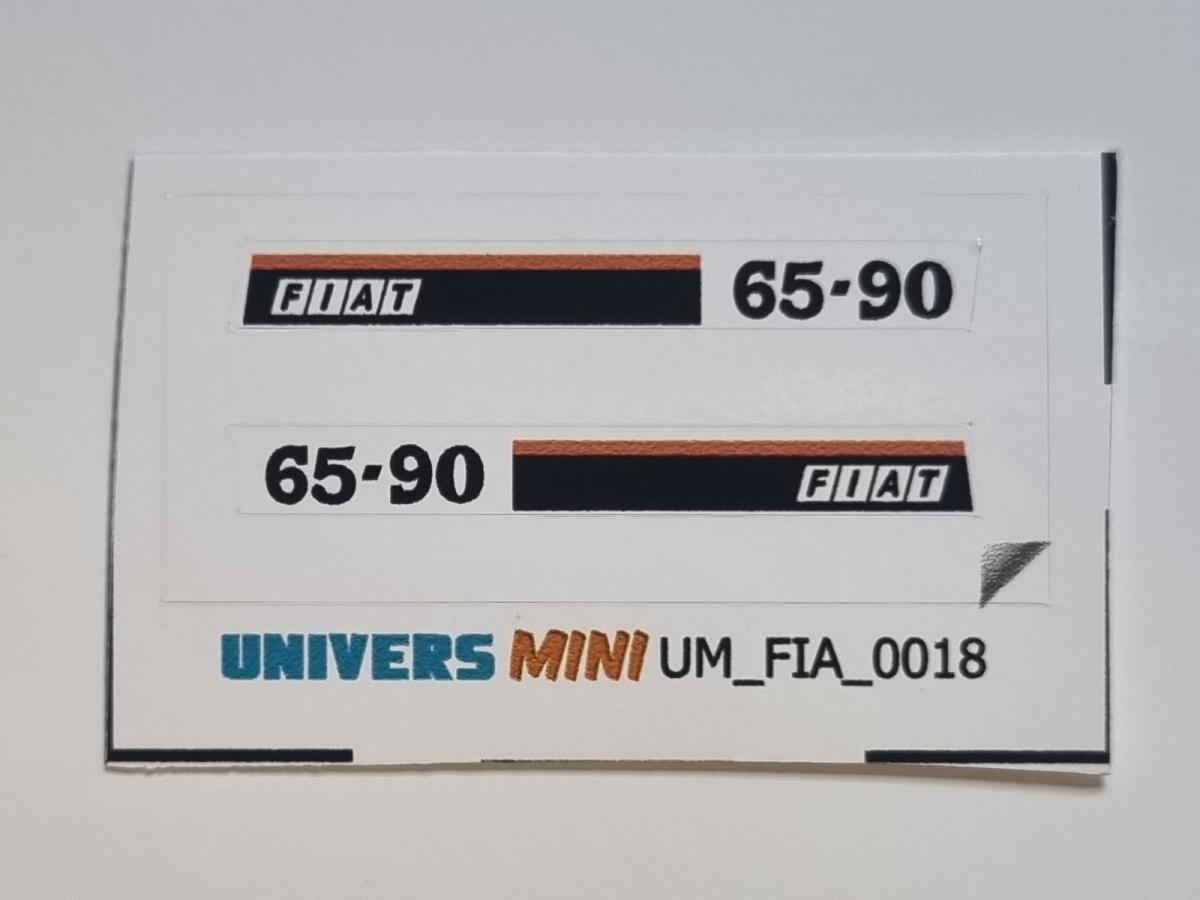 FIAT 65-90
65-90 FIAT
UNIVERS MINI UM_FIA_0018